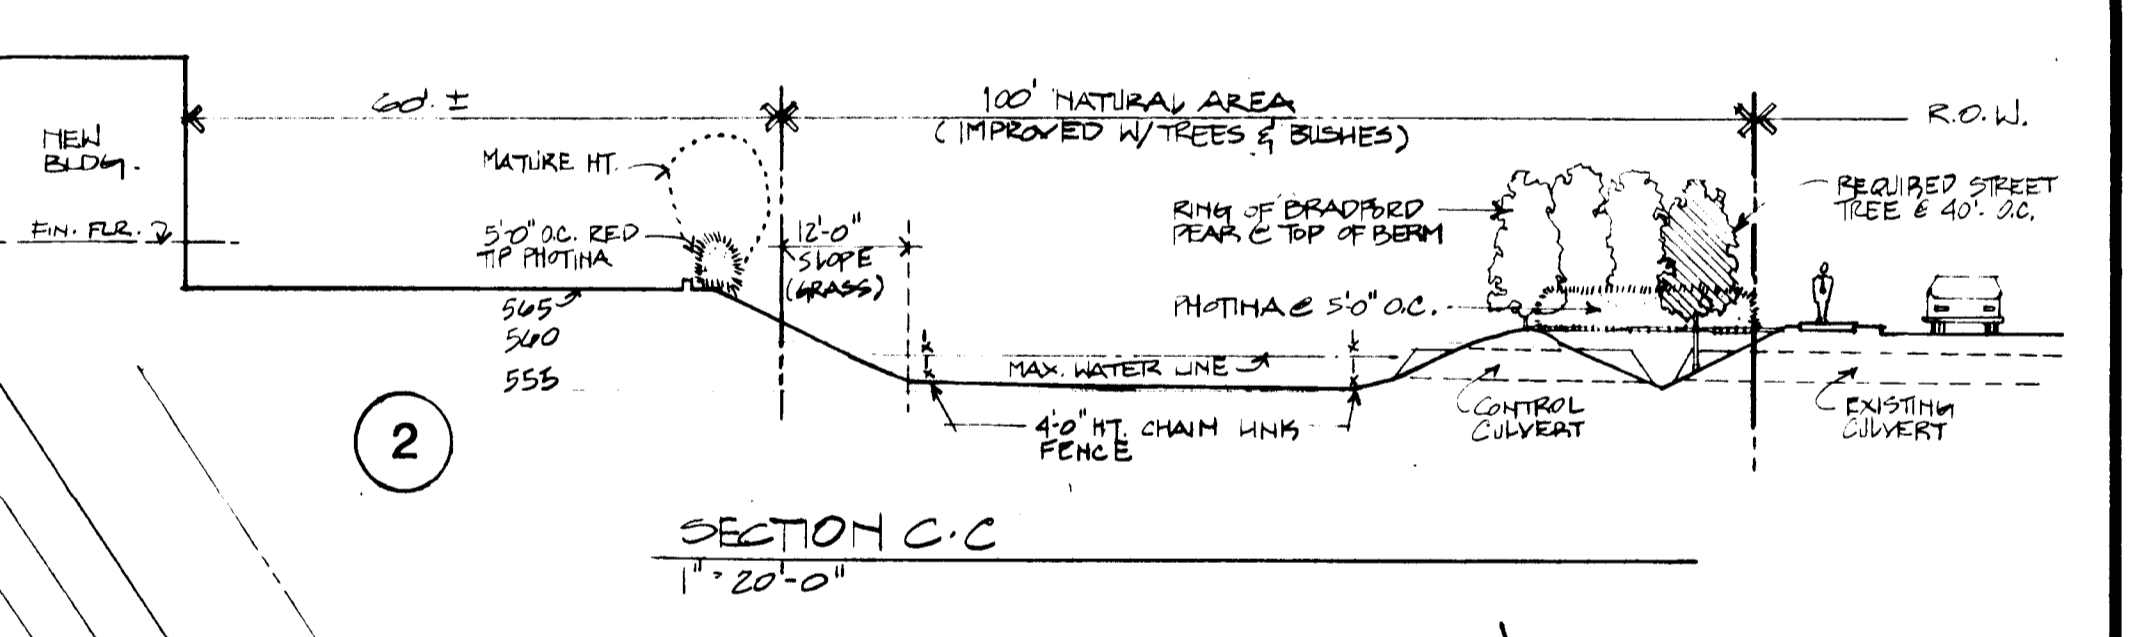 60'. ±
100' NATURAL AREA
(IMPROVED W/ TREES & BUSHES)
R.O.W.
NEW
BLDG.
MATURE HT.
REQUIRED STREET
TREE @ 40'. O.C.
RING OF BRADFORD
PEAR @ TOP OF BERM
FIN. FLR.
5'-0" O.C. RED
TIP PHOTINA
12'-0"
SLOPE
(GRASS)
565
560
555
PHOTINA @ 5'-0" O.C.
MAX. WATER LINE
4'-0" HT. CHAIN LINK
FENCE
CONTROL
CULVERT
EXISTING
CULVERT
2
SECTION C.C
1" = 20'-0"